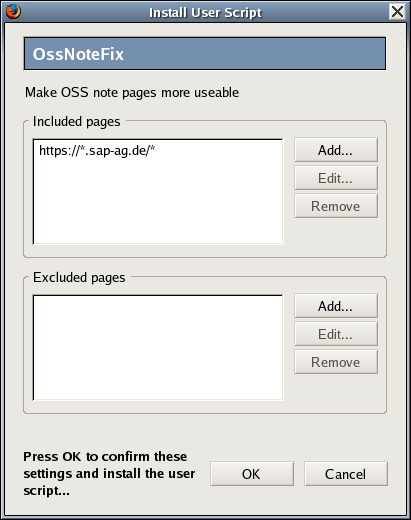 Install User Script
OssNoteFix
Make OSS note pages more useable
Included pages
https://*.sap-ag.de/*
Add...
Edit...
Remove
Excluded pages
Add...
Edit...
Remove
Press OK to confirm these
settings and install the user
script...
OK
Cancel